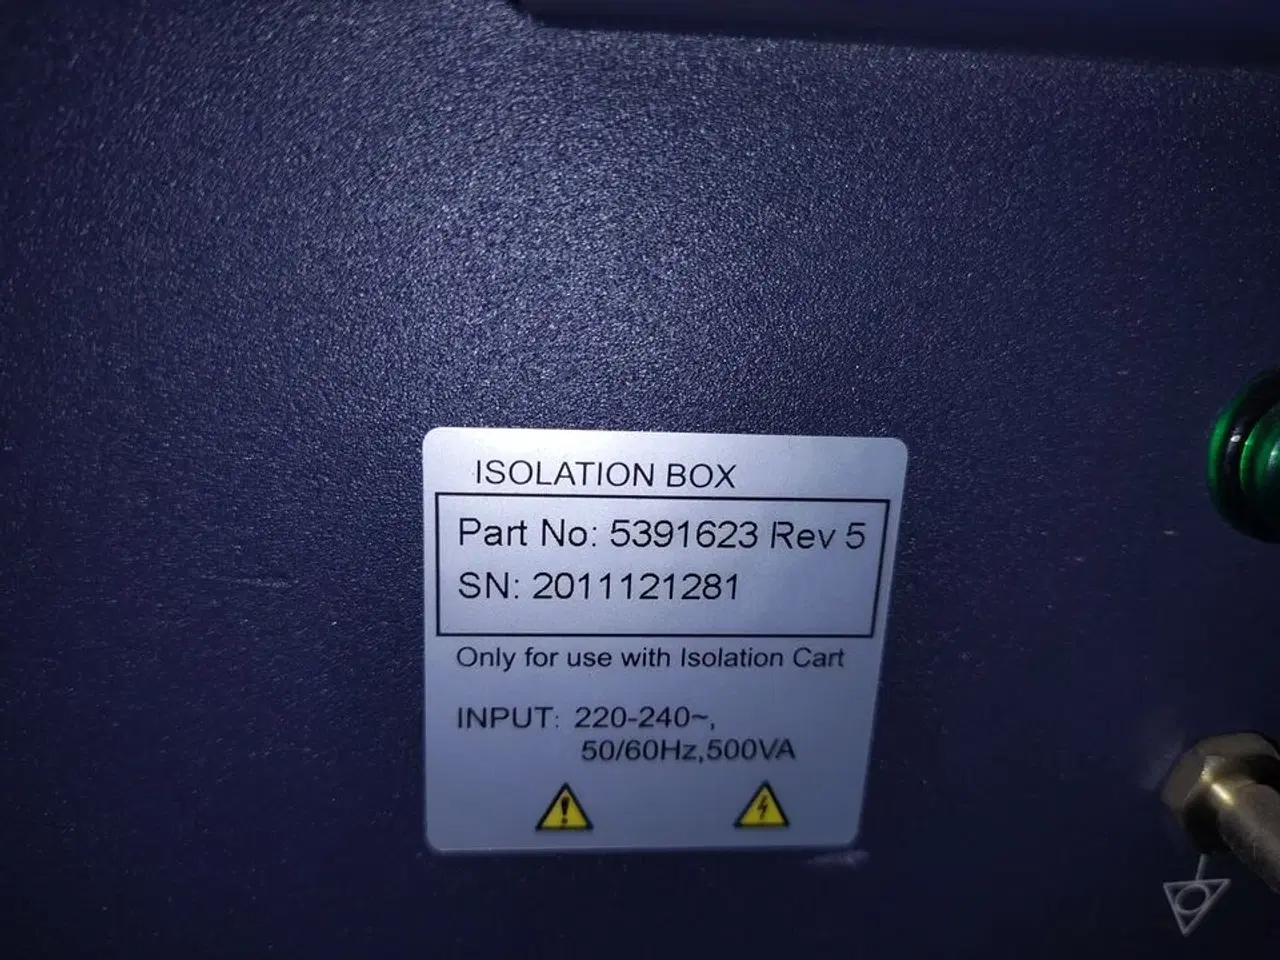 ISOLATION BOX
Part No: 5391623 Rev 5
SN: 2011121281
Only for use with Isolation Cart
INPUT: 220-240~,
50/60Hz,500VA